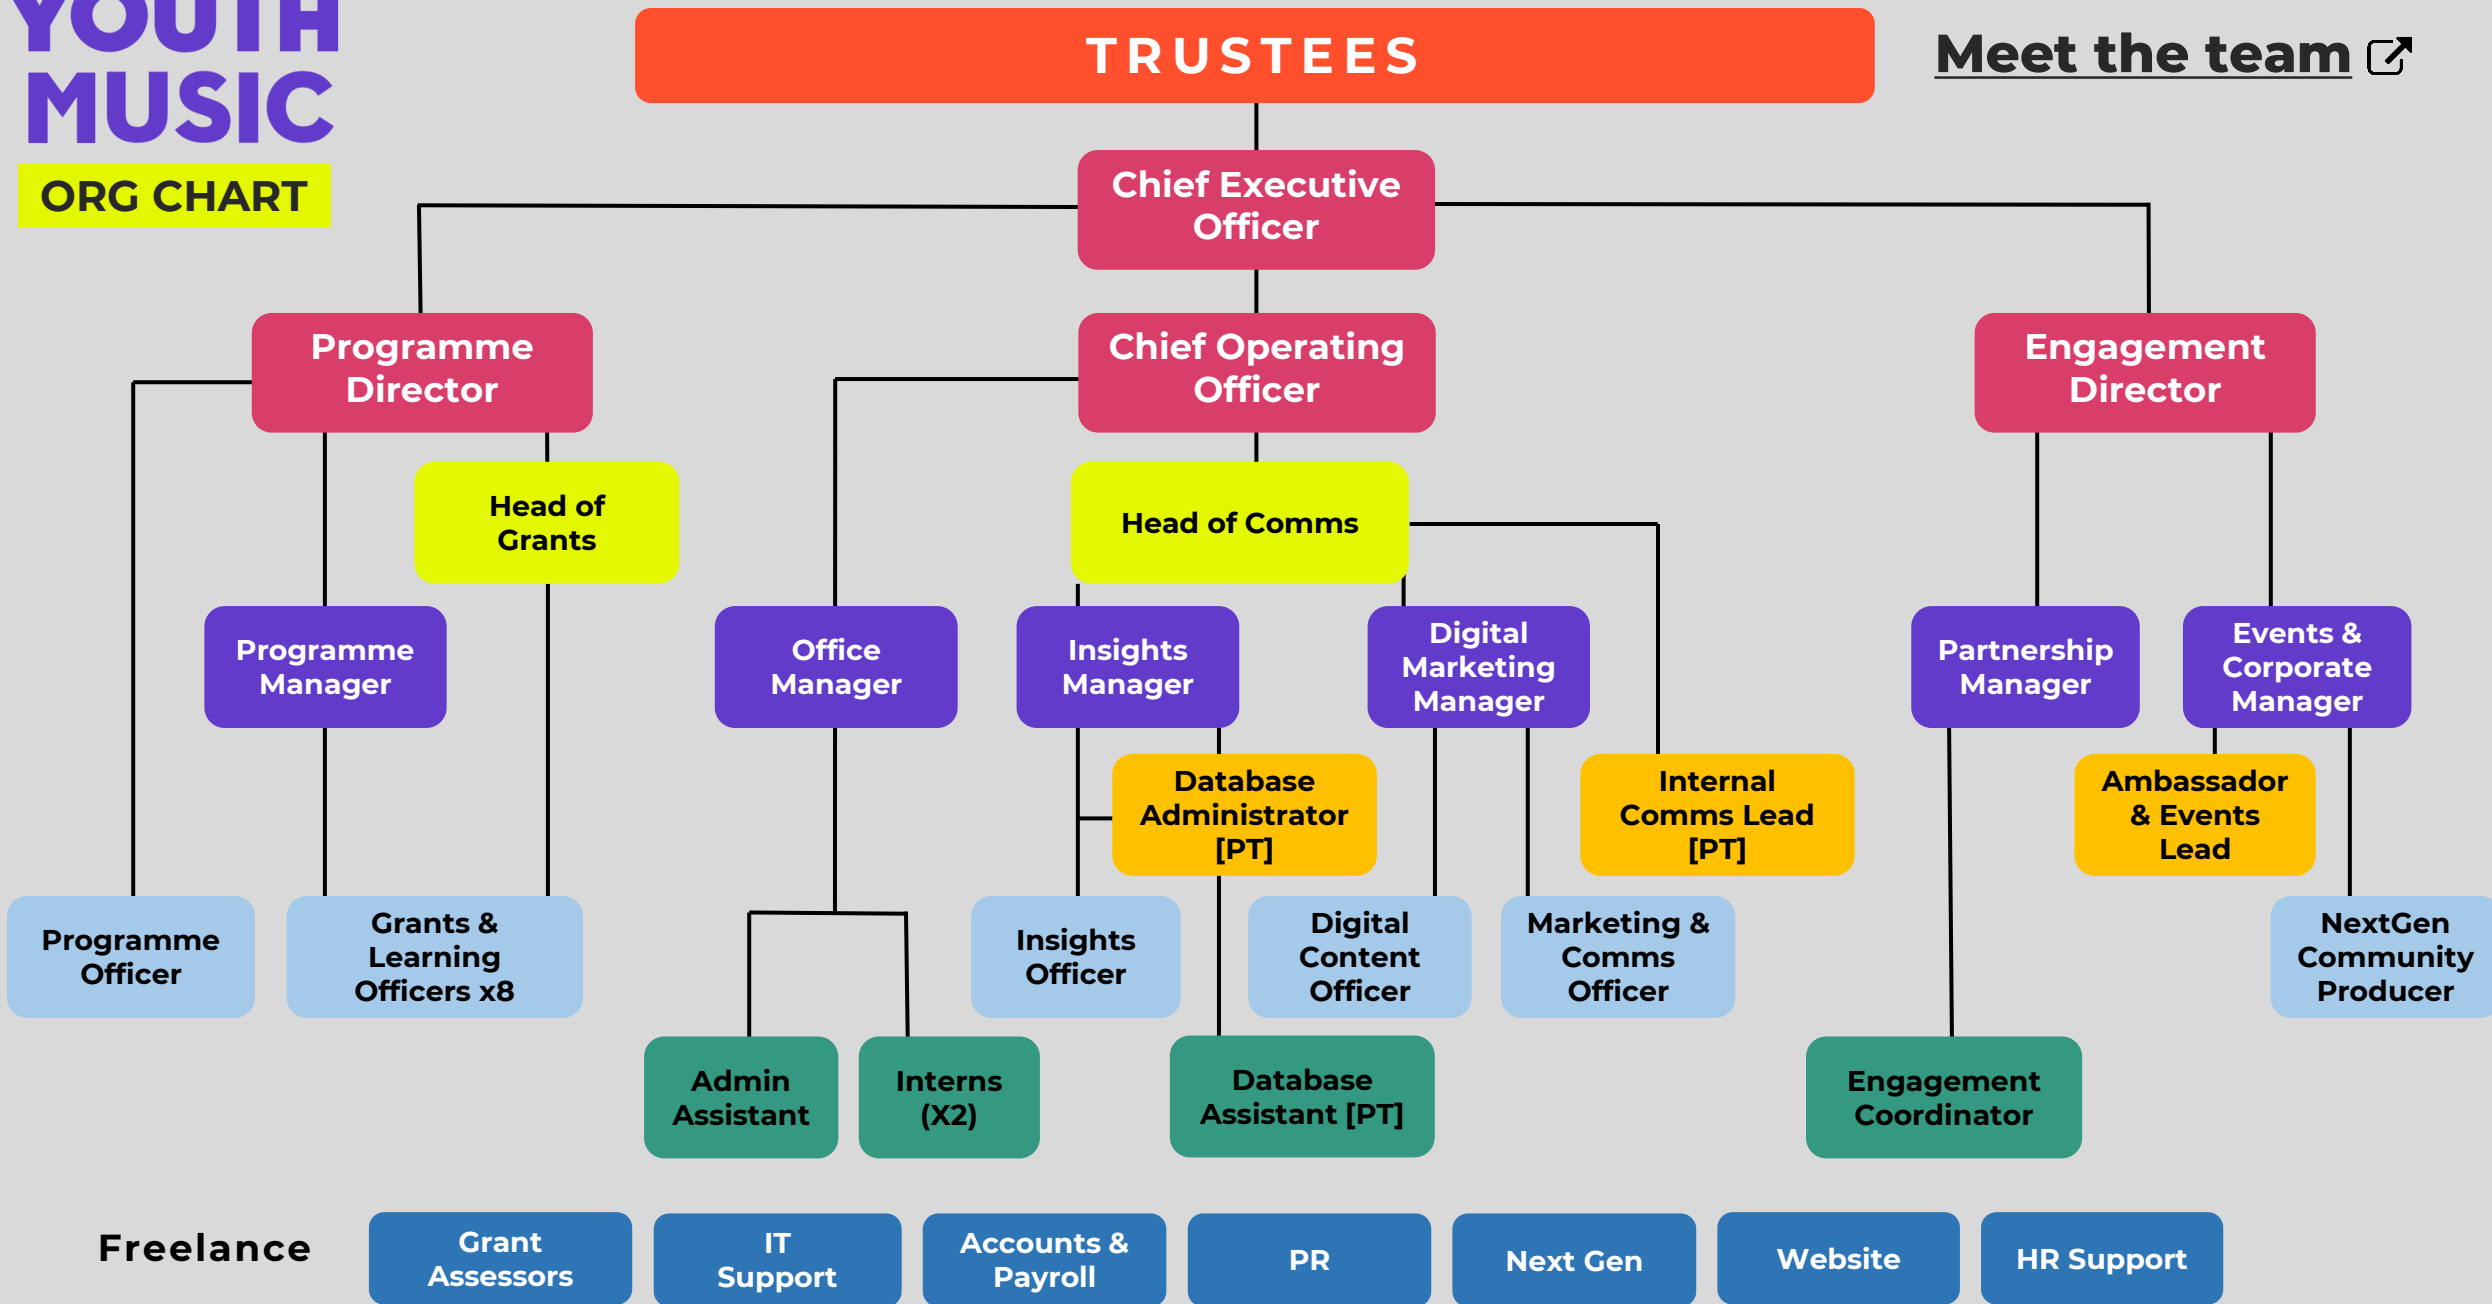 YOUTH
MUSIC
ORG CHART
TRUSTEES
Meet the team
Chief Executive
Officer
Programme
Director
Chief Operating
Officer
Engagement
Director
Head of
Grants
Head of Comms
Programme
Manager
Office
Manager
Insights
Manager
Digital
Marketing
Manager
Partnership
Manager
Events &
Corporate
Manager
Database
Administrator
[PT]
Internal
Comms Lead
[PT]
Ambassador
& Events
Lead
Programme
Officer
Grants &
Learning
Officers x8
Insights
Officer
Digital
Content
Officer
Marketing &
Comms
Officer
NextGen
Community
Producer
Admin
Assistant
Interns
(X2)
Database
Assistant [PT]
Engagement
Coordinator
Freelance
Grant
Assessors
IT
Support
Accounts &
Payroll
PR
Next Gen
Website
HR Support